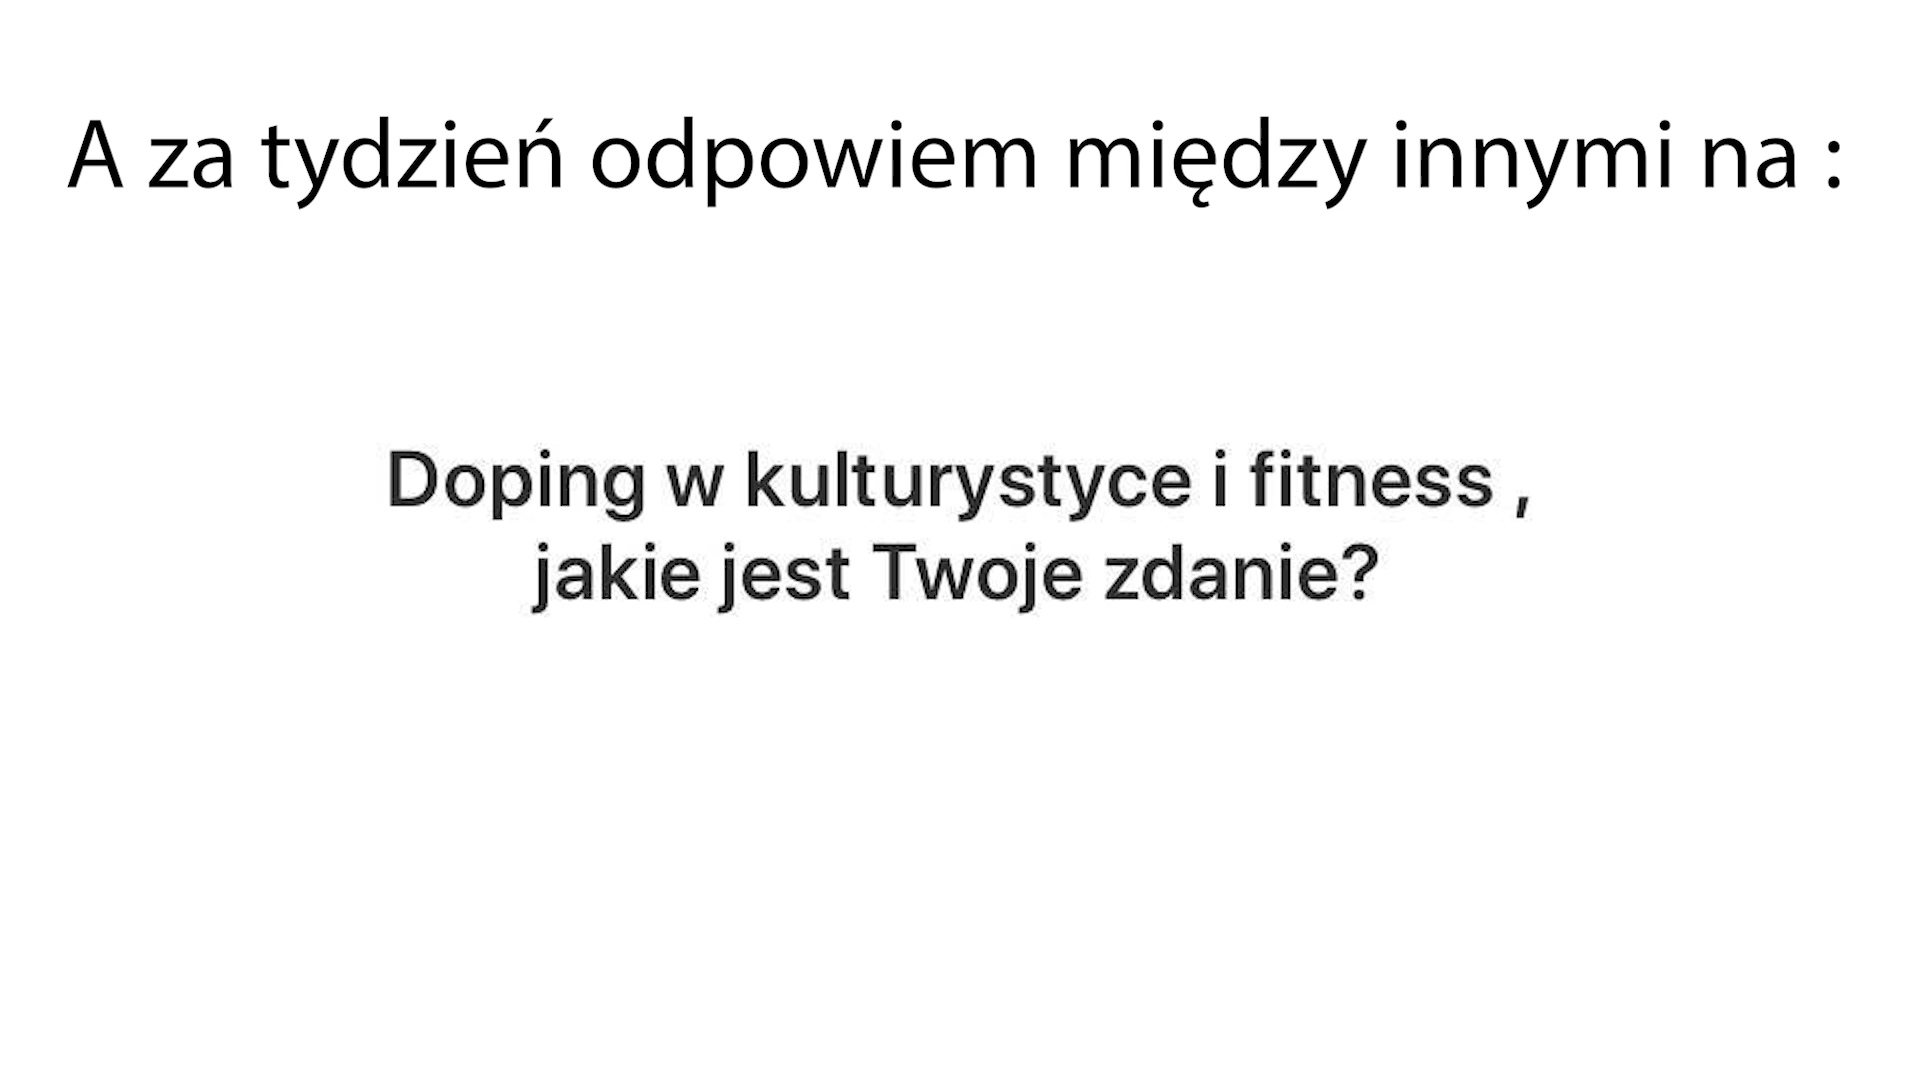 A za tydzień odpowiem między innymi na :
Doping w kulturystyce i fitness ,
jakie jest Twoje zdanie?